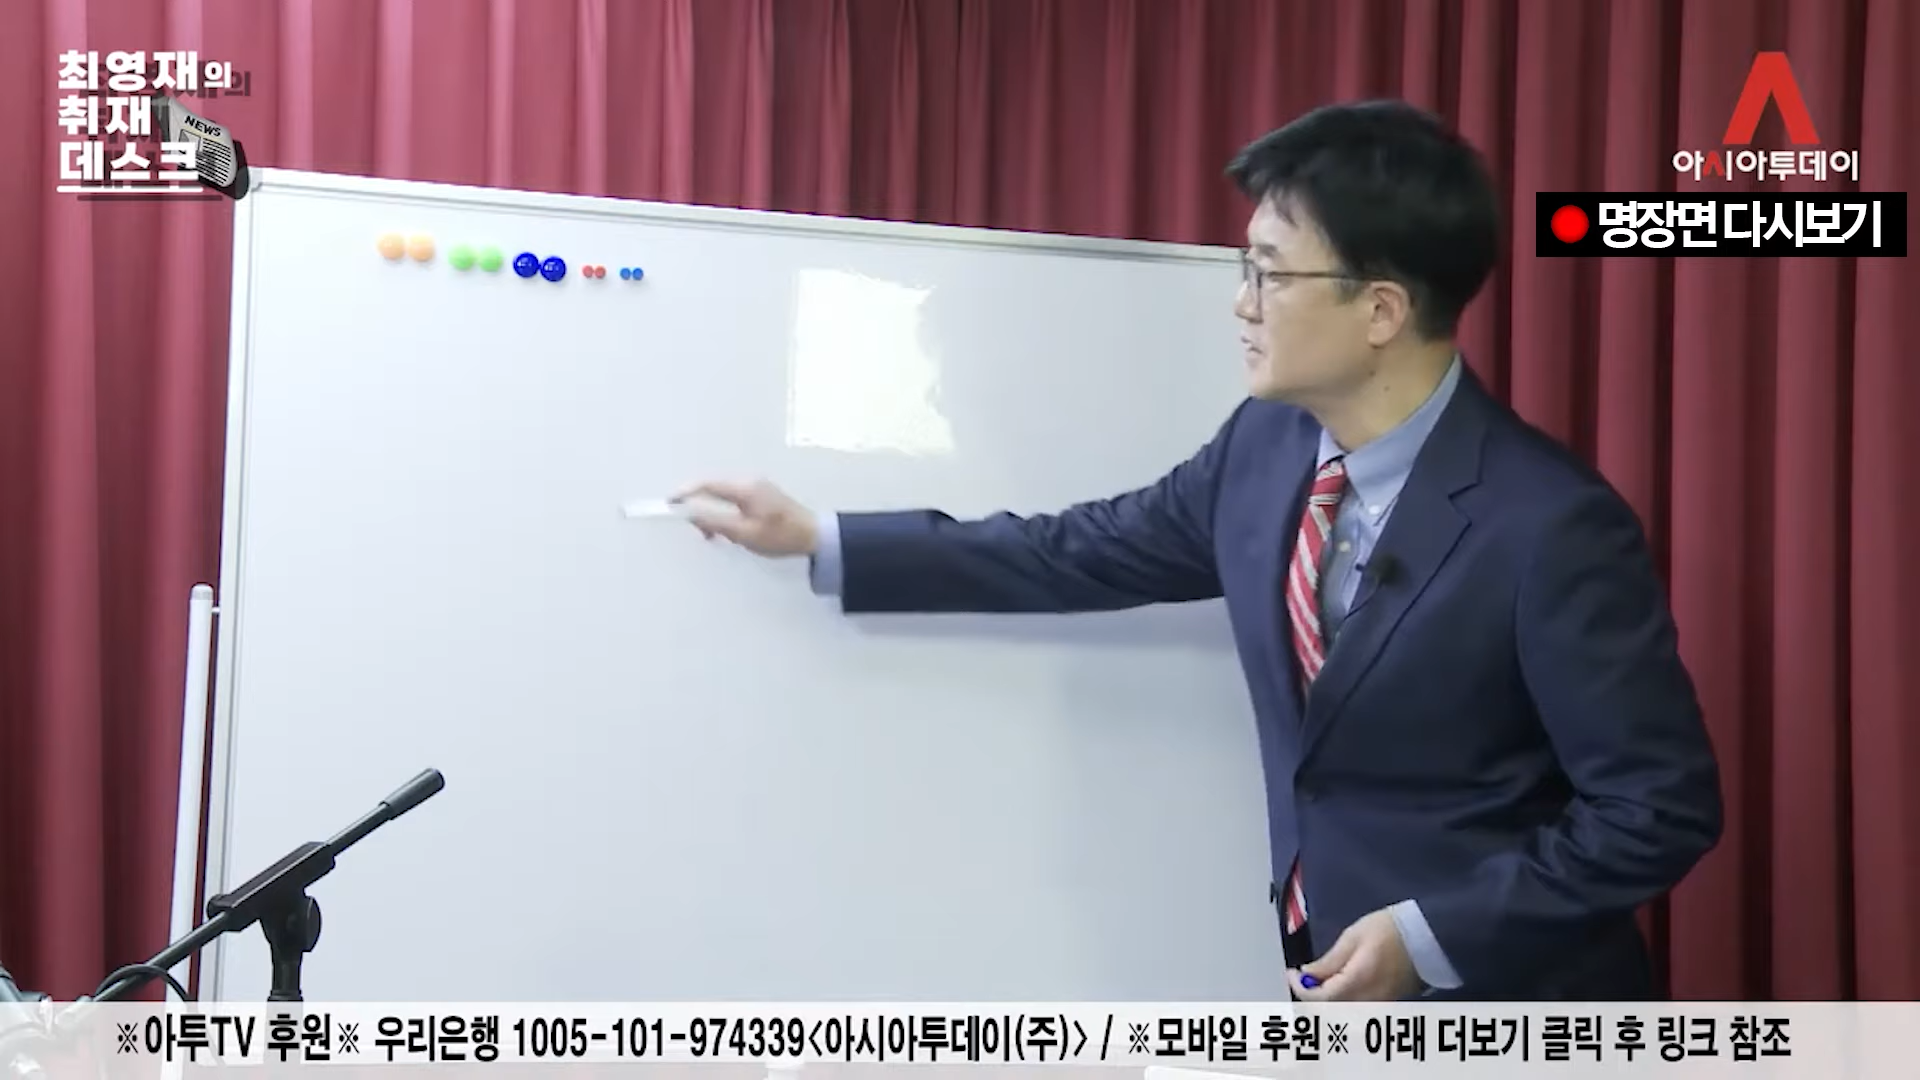 최영재의
취재
데스크
NEWS
아시아투데이
명장면 다시보기
※아투TV 후원※ 우리은행 1005-101-974339<아시아투데이(주)> / ※모바일 후원※ 아래 더보기 클릭 후 링크 참조